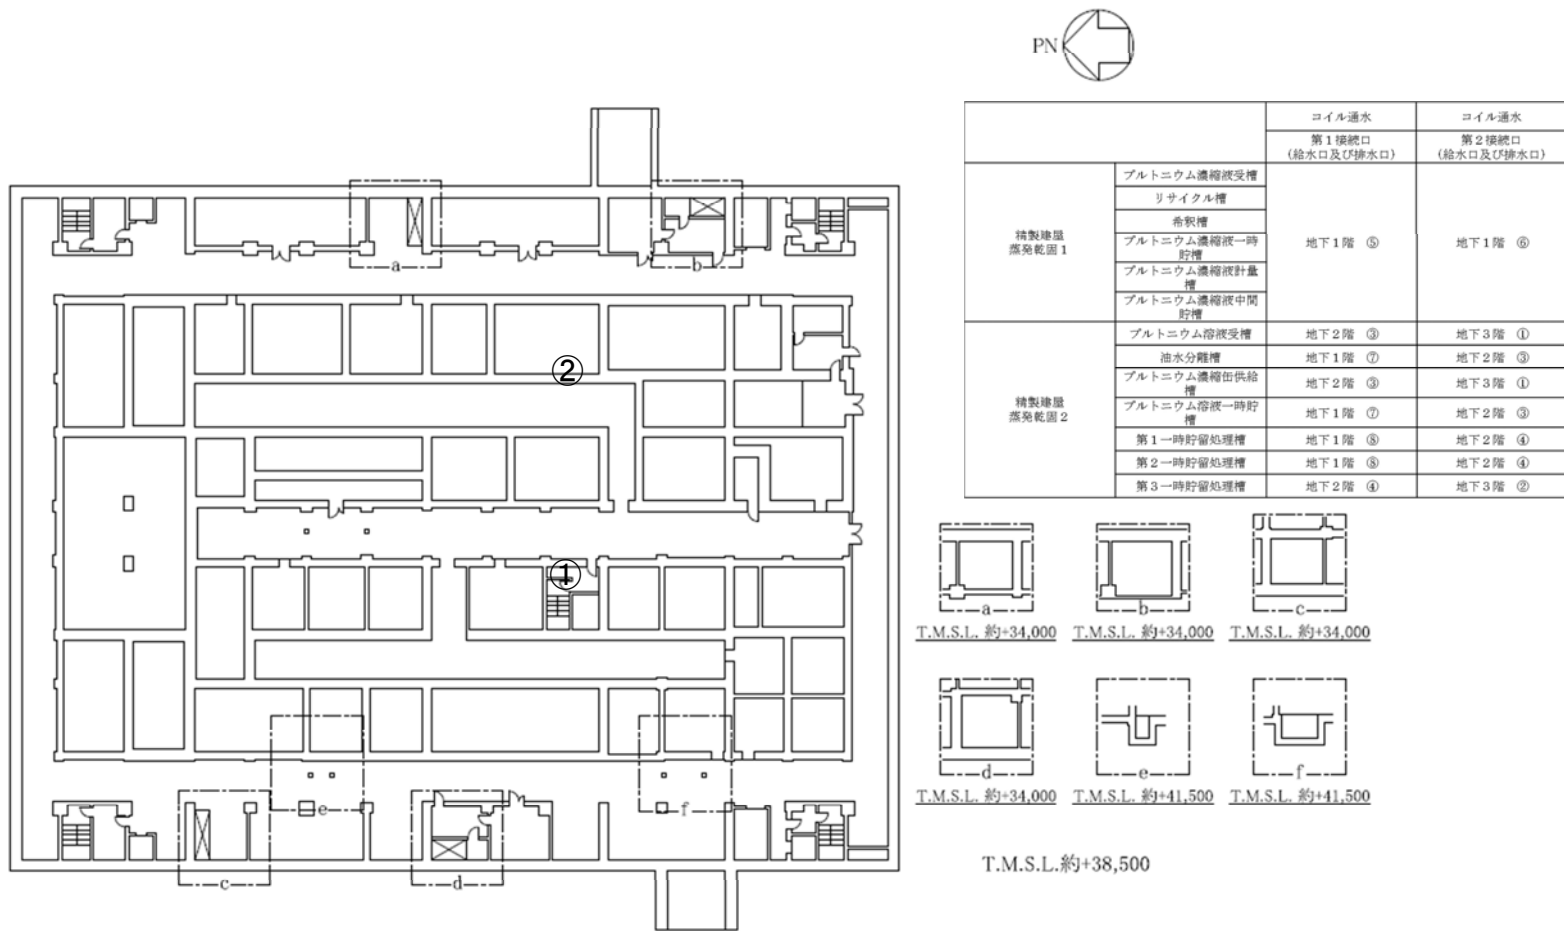 PN
コイル通水 コイル通水
第1接続口
(給水口及び排水口)
第2接続口
(給水口及び排水口)
精製建屋
蒸発乾固1
プルトニウム濃縮液受槽
リサイクル槽
希釈槽
プルトニウム濃縮液一時
貯槽
プルトニウム濃縮液計量
槽
プルトニウム濃縮液中間
貯槽
地下1階 ⑤
地下1階 ⑥
精製建屋
蒸発乾固2
プルトニウム溶液受槽 地下2階 ③ 地下3階 ①
油水分離槽 地下1階 ⑦ 地下2階 ③
プルトニウム濃縮缶供給
槽
地下2階 ③ 地下3階 ①
プルトニウム溶液一時貯
槽
地下1階 ⑦ 地下2階 ③
第1一時貯留処理槽 地下1階 ⑧ 地下2階 ④
第2一時貯留処理槽 地下1階 ⑧ 地下2階 ④
第3一時貯留処理槽 地下2階 ④ 地下3階 ②
a
b
②
①
e
f
c
d
a
b
c
T.M.S.L. 約+34,000
T.M.S.L. 約+34,000
T.M.S.L. 約+34,000
d
e
f
T.M.S.L. 約+34,000
T.M.S.L. 約+41,500
T.M.S.L. 約+41,500
T.M.S.L.約+38,500